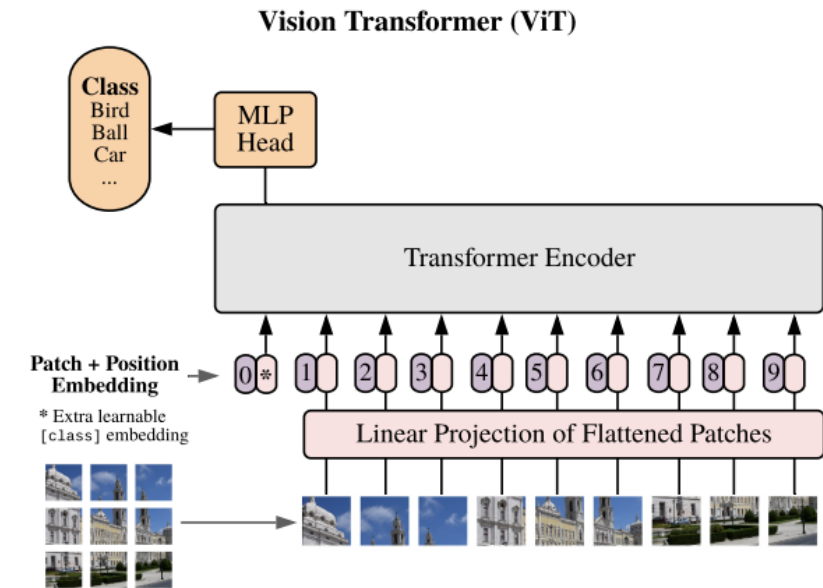 Vision Transformer (ViT)
Class
Bird
Ball
Car
...
MLP
Head
Transformer Encoder
Patch + Position
Embedding
0 * 1 2 3 4 5 6 7 8 9
* Extra learnable
[class] embedding
Linear Projection of Flattened Patches